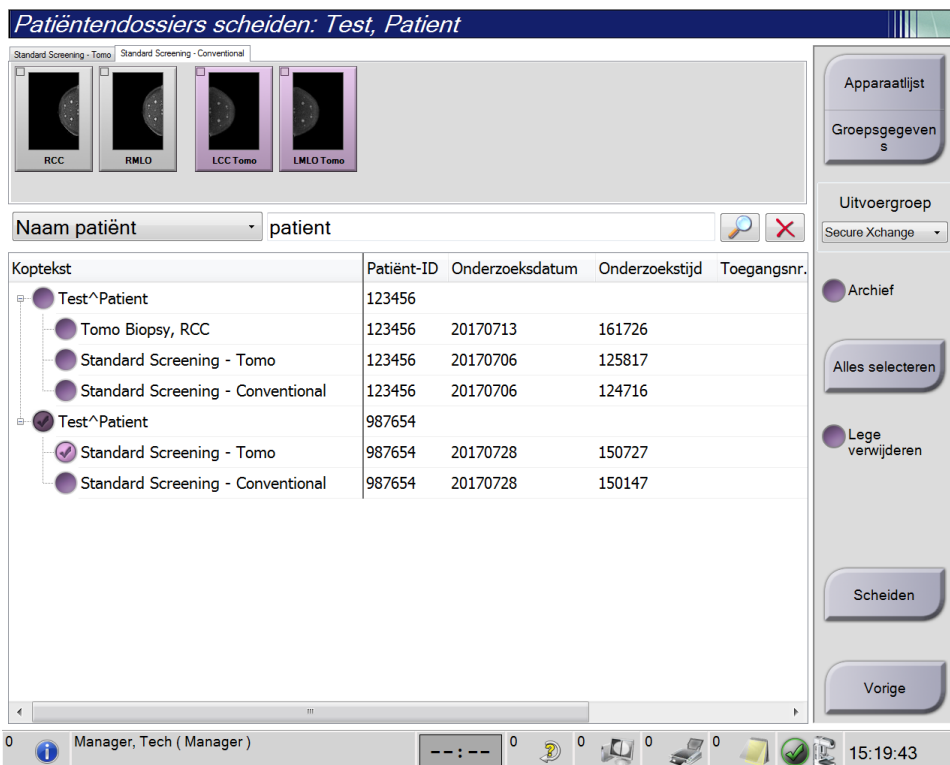 Patiëntendossiers scheiden: Test, Patient
Standard Screening - Tomo Standard Screening - Conventional
RCC RMLO LCC Tomo LMLO Tomo
Naam patiënt patient
Koptekst Patiënt-ID Onderzoeksdatum Onderzoekstijd Toegangsnr.
Test^Patient 123456
Tomo Biopsy, RCC 123456 20170713 161726
Standard Screening - Tomo 123456 20170706 125817
Standard Screening - Conventional 123456 20170706 124716
Test^Patient 987654
Standard Screening - Tomo 987654 20170728 150727
Standard Screening - Conventional 987654 20170728 150147
Apparaatlijst
Groepsgegeven
s
Uitvoergroep
Secure Xchange
Archief
Alles selecteren
Lege
verwijderen
Scheiden
Vorige
0 Manager, Tech ( Manager ) --:-- 0 0 0 0 15:19:43